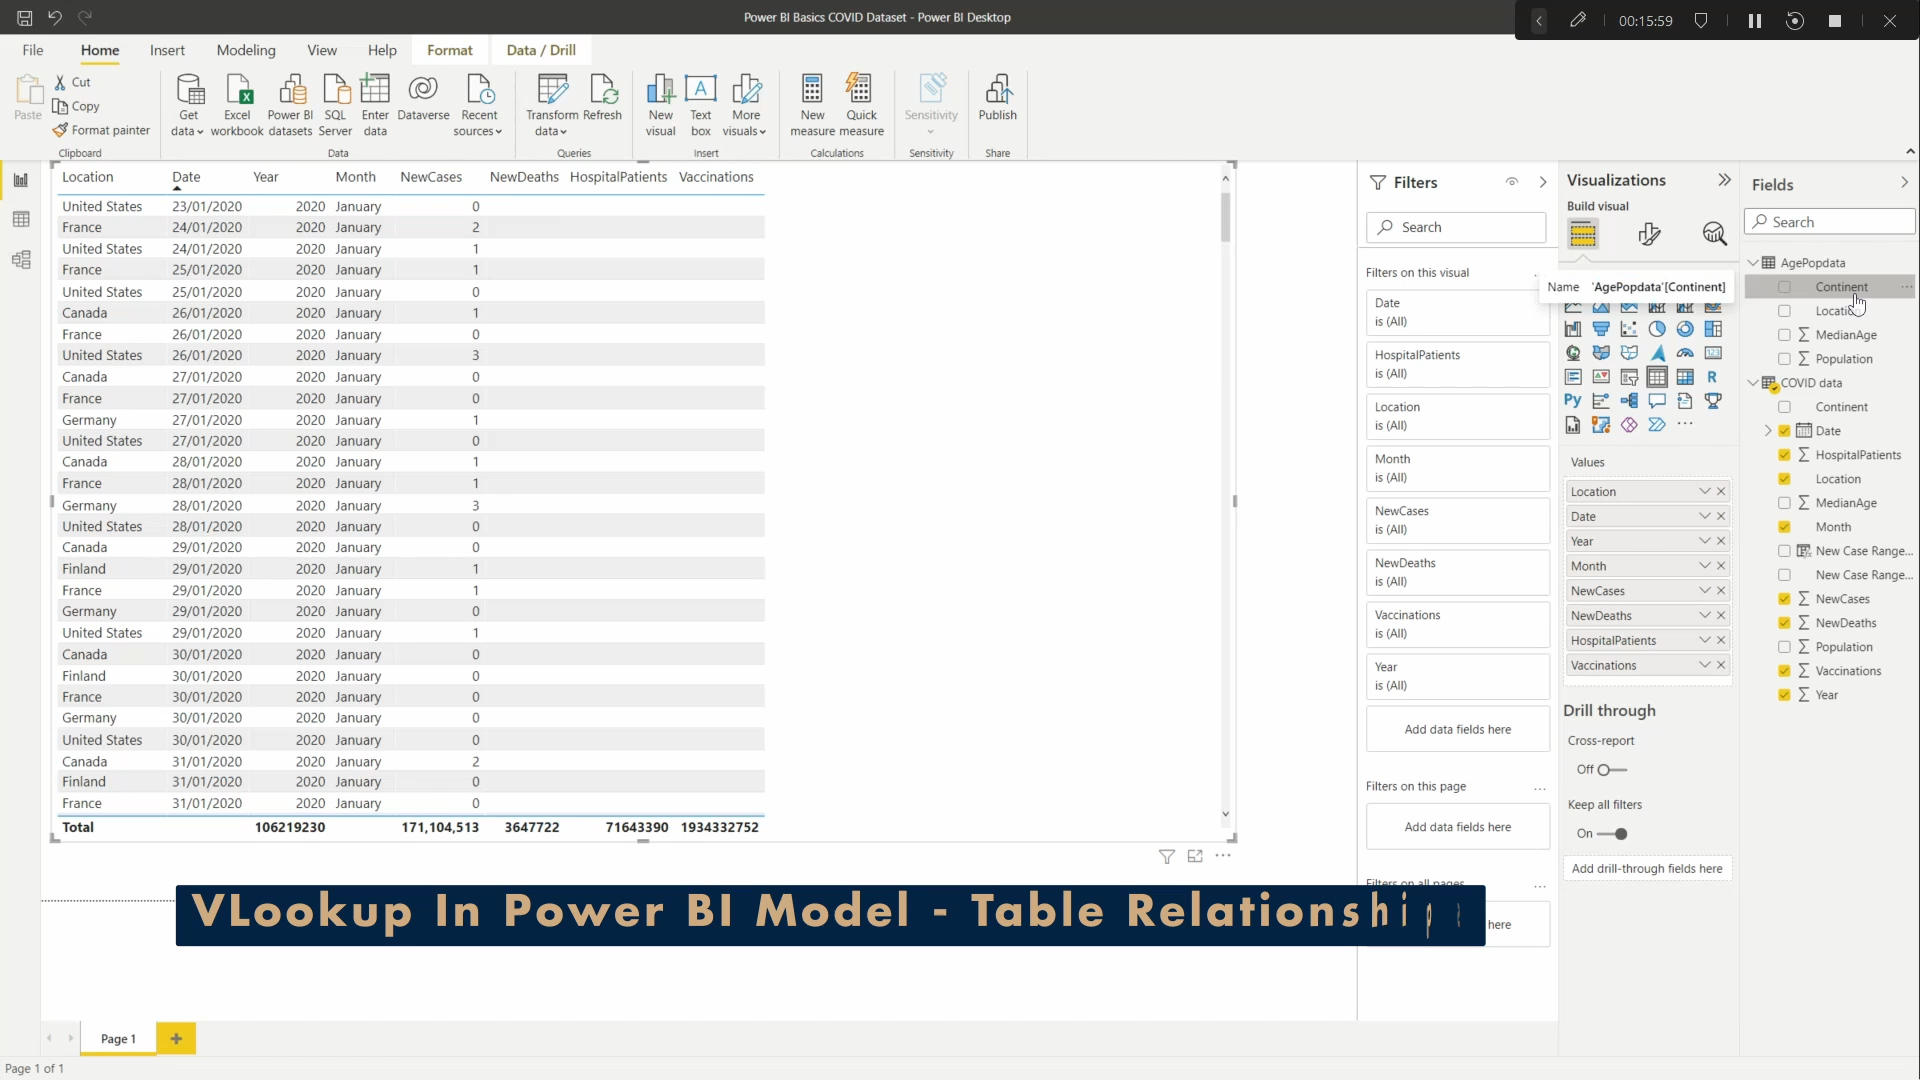 Power BI Basics COVID Dataset - Power BI Desktop
00:15:59
File Home Insert Modeling View Help Format Data / Drill
Paste
Cut
Copy
Format painter
Get data
Excel workbook
Power BI datasets
SQL Server
Enter data
Dataverse
Recent sources
Transform data
Refresh
New visual
Text box
More visuals
New measure
Quick measure
Sensitivity
Publish
Clipboard Data Queries Insert Calculations Sensitivity Share
Location Date Year Month NewCases NewDeaths HospitalPatients Vaccinations
United States 23/01/2020 2020 January 0
France 24/01/2020 2020 January 2
United States 24/01/2020 2020 January 1
France 25/01/2020 2020 January 1
United States 25/01/2020 2020 January 0
Canada 26/01/2020 2020 January 1
France 26/01/2020 2020 January 0
United States 26/01/2020 2020 January 3
Canada 27/01/2020 2020 January 0
France 27/01/2020 2020 January 0
Germany 27/01/2020 2020 January 1
United States 27/01/2020 2020 January 0
Canada 28/01/2020 2020 January 1
France 28/01/2020 2020 January 1
Germany 28/01/2020 2020 January 3
United States 28/01/2020 2020 January 0
Canada 29/01/2020 2020 January 0
Finland 29/01/2020 2020 January 1
France 29/01/2020 2020 January 1
Germany 29/01/2020 2020 January 0
United States 29/01/2020 2020 January 1
Canada 30/01/2020 2020 January 0
Finland 30/01/2020 2020 January 0
France 30/01/2020 2020 January 0
Germany 30/01/2020 2020 January 0
United States 30/01/2020 2020 January 0
Canada 31/01/2020 2020 January 2
Finland 31/01/2020 2020 January 0
France 31/01/2020 2020 January 0
Total 106219230 171,104,513 3647722 71643390 1934332752
VLookup In Power BI Model - Table Relationship
Page 1
Page 1 of 1
Filters
Search
Filters on this visual
Date
is (All)
HospitalPatients
is (All)
Location
is (All)
Month
is (All)
NewCases
is (All)
NewDeaths
is (All)
Vaccinations
is (All)
Year
is (All)
Add data fields here
Filters on this page
Add data fields here
Filters on all pages
here
Visualizations
Build visual
Name 'AgePopdata'[Continent]
R
Py
Values
Location
Date
Year
Month
NewCases
NewDeaths
HospitalPatients
Vaccinations
Drill through
Cross-report
Off
Keep all filters
On
Add drill-through fields here
Fields
Search
AgePopdata
Continent
Location
MedianAge
Population
COVID data
Continent
Date
HospitalPatients
Location
MedianAge
Month
New Case Range...
New Case Range...
NewCases
NewDeaths
Population
Vaccinations
Year